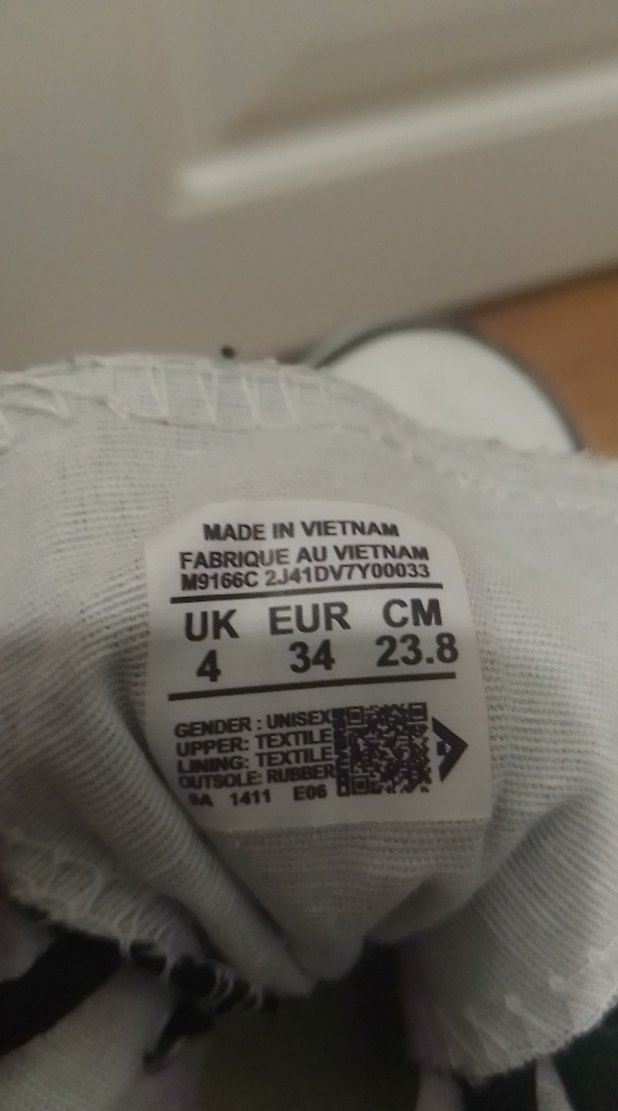 MADE IN VIETNAM
FABRIQUE AU VIETNAM
M9166C 2J41DV7Y00033
UK EUR CM
4 34 23.8
GENDER : UNISEX
UPPER: TEXTILE
LINING: TEXTILE
OUTSOLE: RUBBER
1411 E06